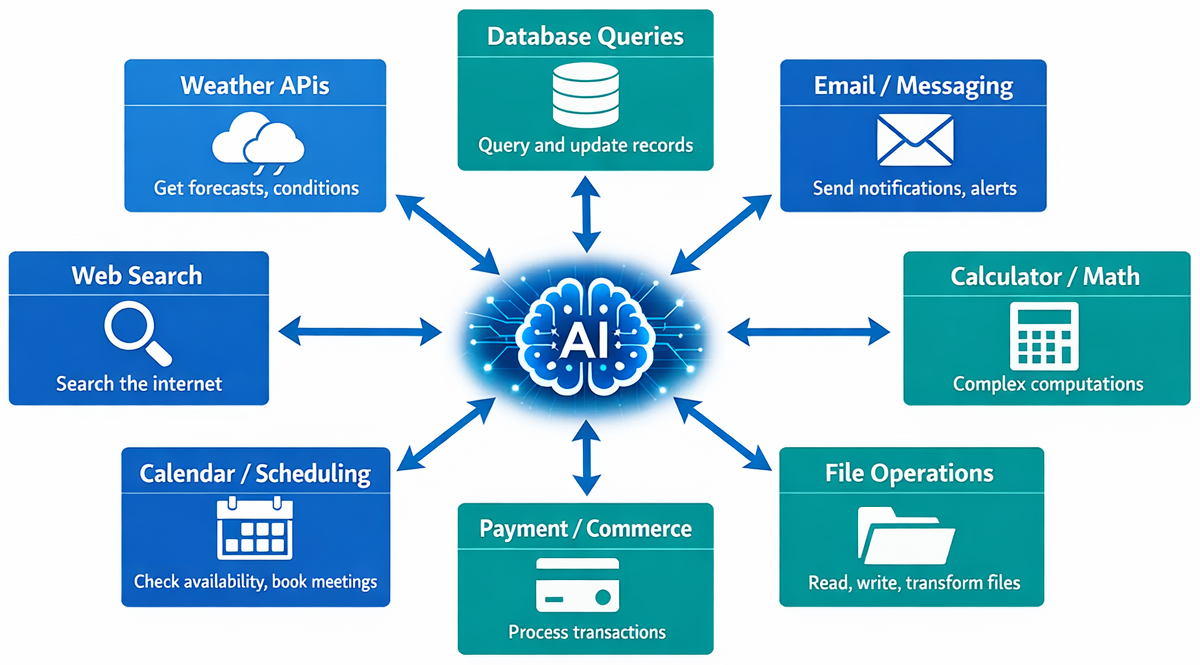 Database Queries
Query and update records
Weather APIs
Get forecasts, conditions
Email / Messaging
Send notifications, alerts
Web Search
Search the internet
AI
Calculator / Math
Complex computations
Calendar / Scheduling
Check availability, book meetings
Payment / Commerce
Process transactions
File Operations
Read, write, transform files